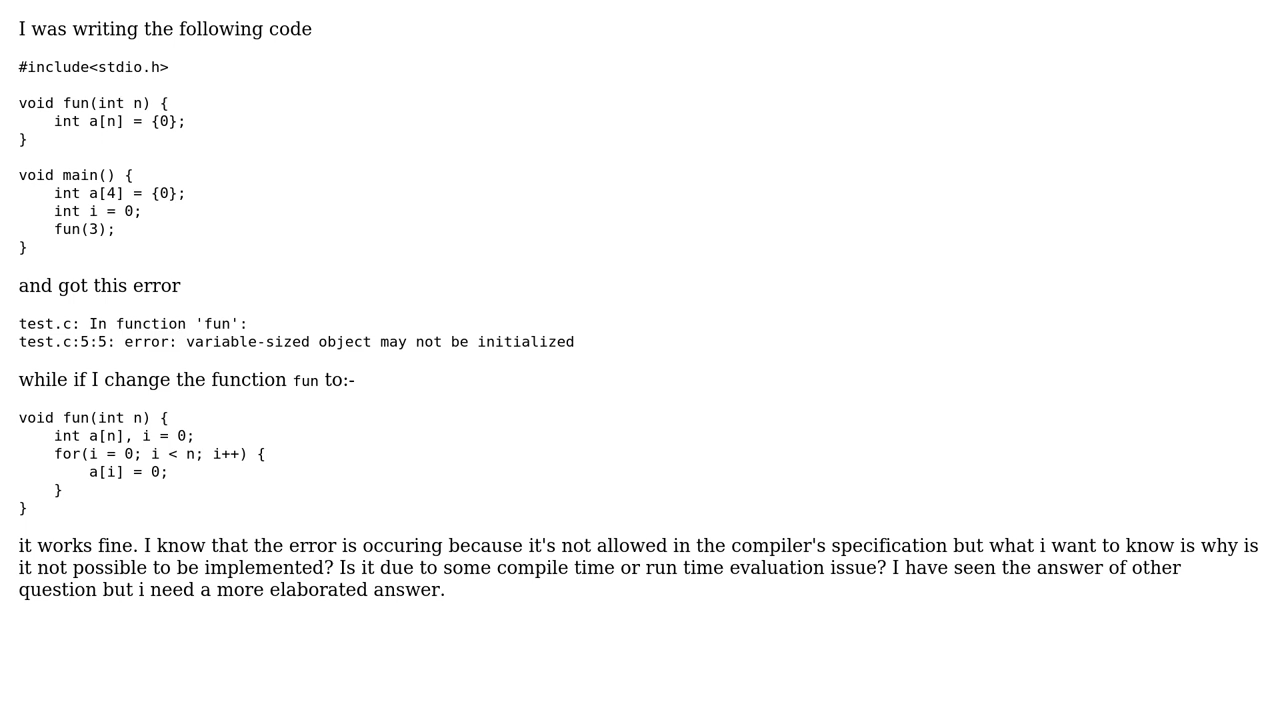 I was writing the following code
#include<stdio.h>
void fun(int n) {
    int a[n] = {0};
}
void main() {
    int a[4] = {0};
    int i = 0;
    fun(3);
}
and got this error
test.c: In function 'fun':
test.c:5:5: error: variable-sized object may not be initialized
while if I change the function fun to:-
void fun(int n) {
    int a[n], i = 0;
    for(i = 0; i < n; i++) {
        a[i] = 0;
    }
}
it works fine. I know that the error is occuring because it's not allowed in the compiler's specification but what i want to know is why is
it not possible to be implemented? Is it due to some compile time or run time evaluation issue? I have seen the answer of other
question but i need a more elaborated answer.